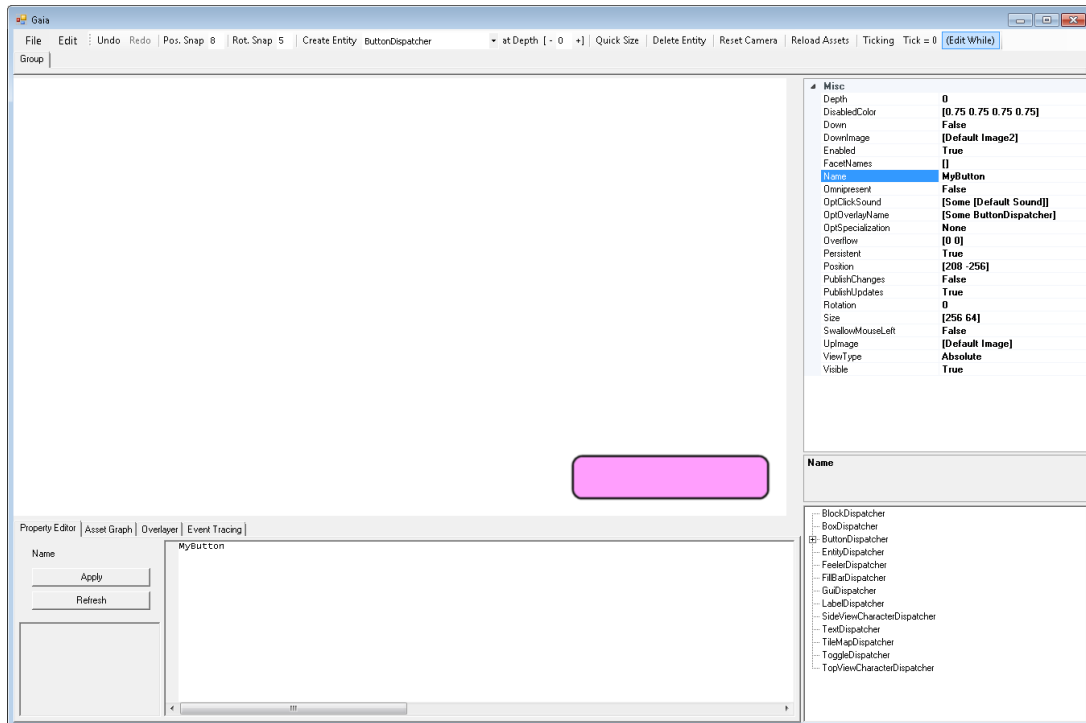 Gaia
File Edit Undo Redo Pos. Snap 8 Rot. Snap 5 Create Entity ButtonDispatcher at Depth [ - 0 +] Quick Size Delete Entity Reset Camera Reload Assets Ticking Tick = 0 (Edit While)
Group
Misc
Depth 0
DisabledColor [0.75 0.75 0.75 0.75]
Down False
DownImage [Default Image2]
Enabled True
FacetNames []
Name MyButton
Omnipresent False
OptClickSound [Some [Default Sound]]
OptOverlayName [Some ButtonDispatcher]
OptSpecialization None
Overflow [0 0]
Persistent True
Position [208 -256]
PublishChanges False
PublishUpdates True
Rotation 0
Size [256 64]
SwallowMouseLeft False
UpImage [Default Image]
ViewType Absolute
Visible True
Name
Property Editor Asset Graph Overlayer Event Tracing
Name
Apply
Refresh
MyButton
BlockDispatcher
BoxDispatcher
ButtonDispatcher
EntityDispatcher
FeelerDispatcher
FillBarDispatcher
GuiDispatcher
LabelDispatcher
SideViewCharacterDispatcher
TextDispatcher
TileMapDispatcher
ToggleDispatcher
TopViewCharacterDispatcher